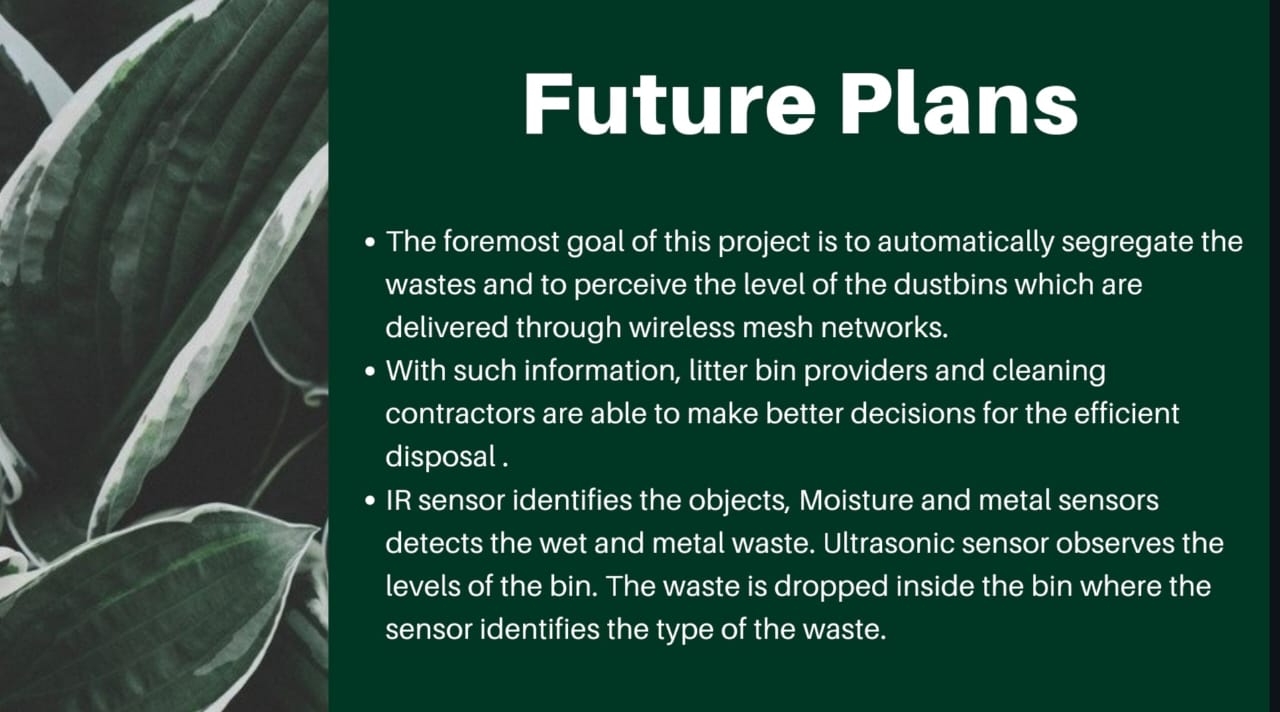 Future Plans
• The foremost goal of this project is to automatically segregate the
wastes and to perceive the level of the dustbins which are
delivered through wireless mesh networks.
• With such information, litter bin providers and cleaning
contractors are able to make better decisions for the efficient
disposal .
• IR sensor identifies the objects, Moisture and metal sensors
detects the wet and metal waste. Ultrasonic sensor observes the
levels of the bin. The waste is dropped inside the bin where the
sensor identifies the type of the waste.